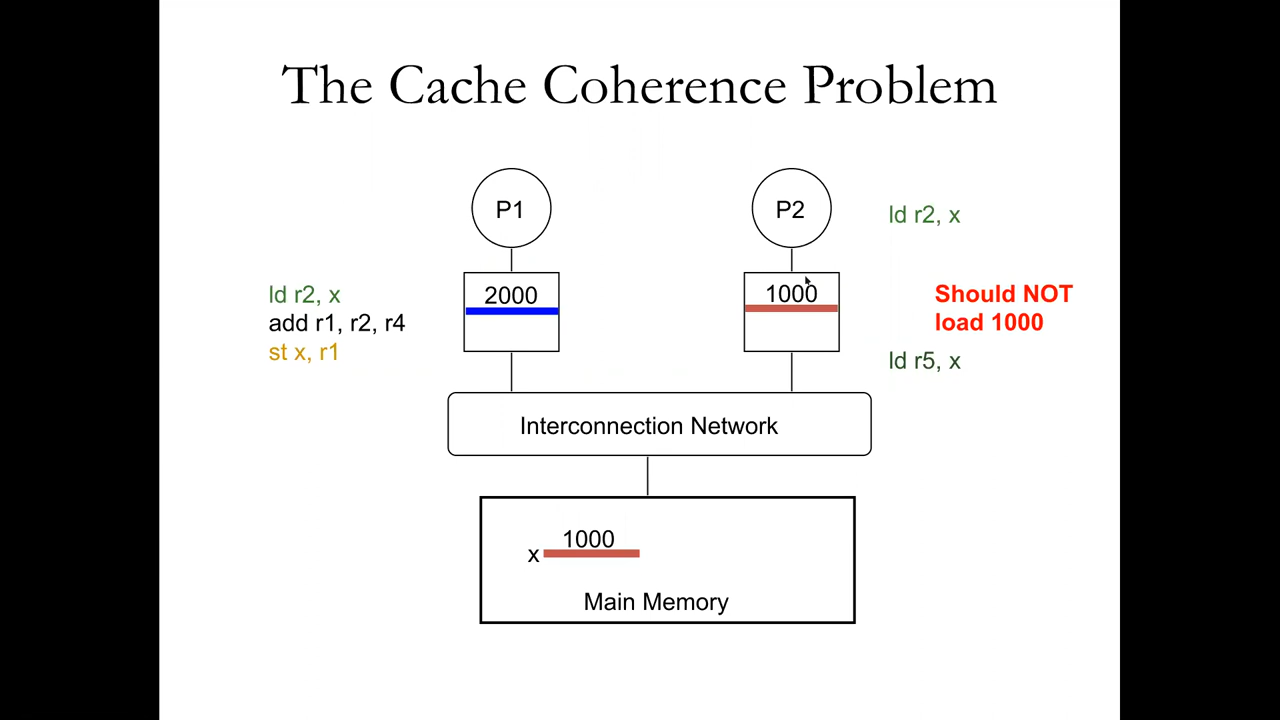 The Cache Coherence Problem
P1
P2
ld r2, x
2000
1000
ld r2, x
add r1, r2, r4
st x, r1
Should NOT
load 1000
ld r5, x
Interconnection Network
1000
x
Main Memory